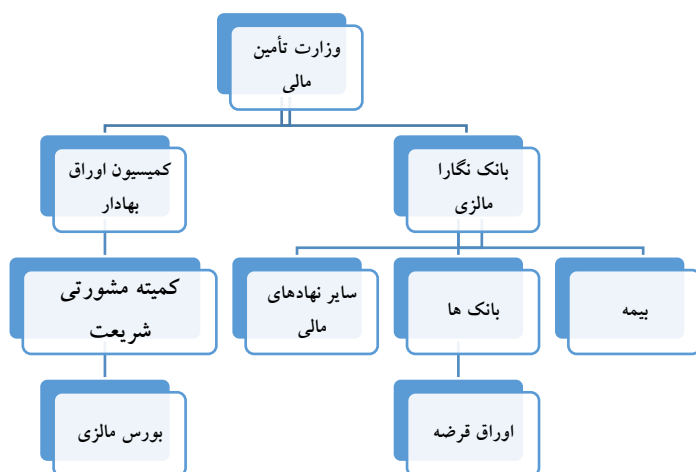 وزارت تأمین
مالی
بانک نگارا
مالزی
کمیسیون اوراق
بهادار
بیمه
بانک ها
سایر نهادهای
مالی
کمیته مشورتی
شریعت
اوراق قرضه
بورس مالزی